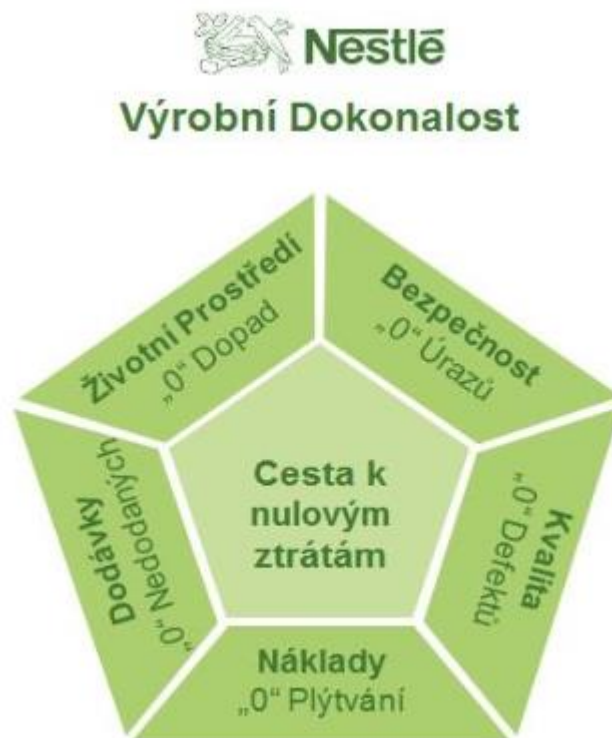 Nestlé
Výrobní Dokonalost
Životní Prostředí
„0“ Dopad
Bezpečnost
„0“ Úrazů
Kvalita
„0“ Defektů
Náklady
„0“ Plýtvání
Dodávky
„0“ Nedodaných
Cesta k
nulovým
ztrátám